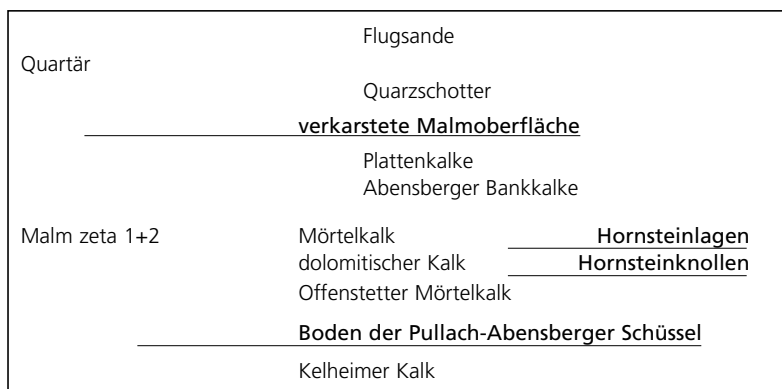 Flugsande
Quartär
Quarzschotter
verkarstete Malmoberfläche
Plattenkalke
Abensberger Bankkalke
Malm zeta 1+2 Mörtelkalk Hornsteinlagen
dolomitischer Kalk Hornsteinknollen
Offenstetter Mörtelkalk
Boden der Pullach-Abensberger Schüssel
Kelheimer Kalk